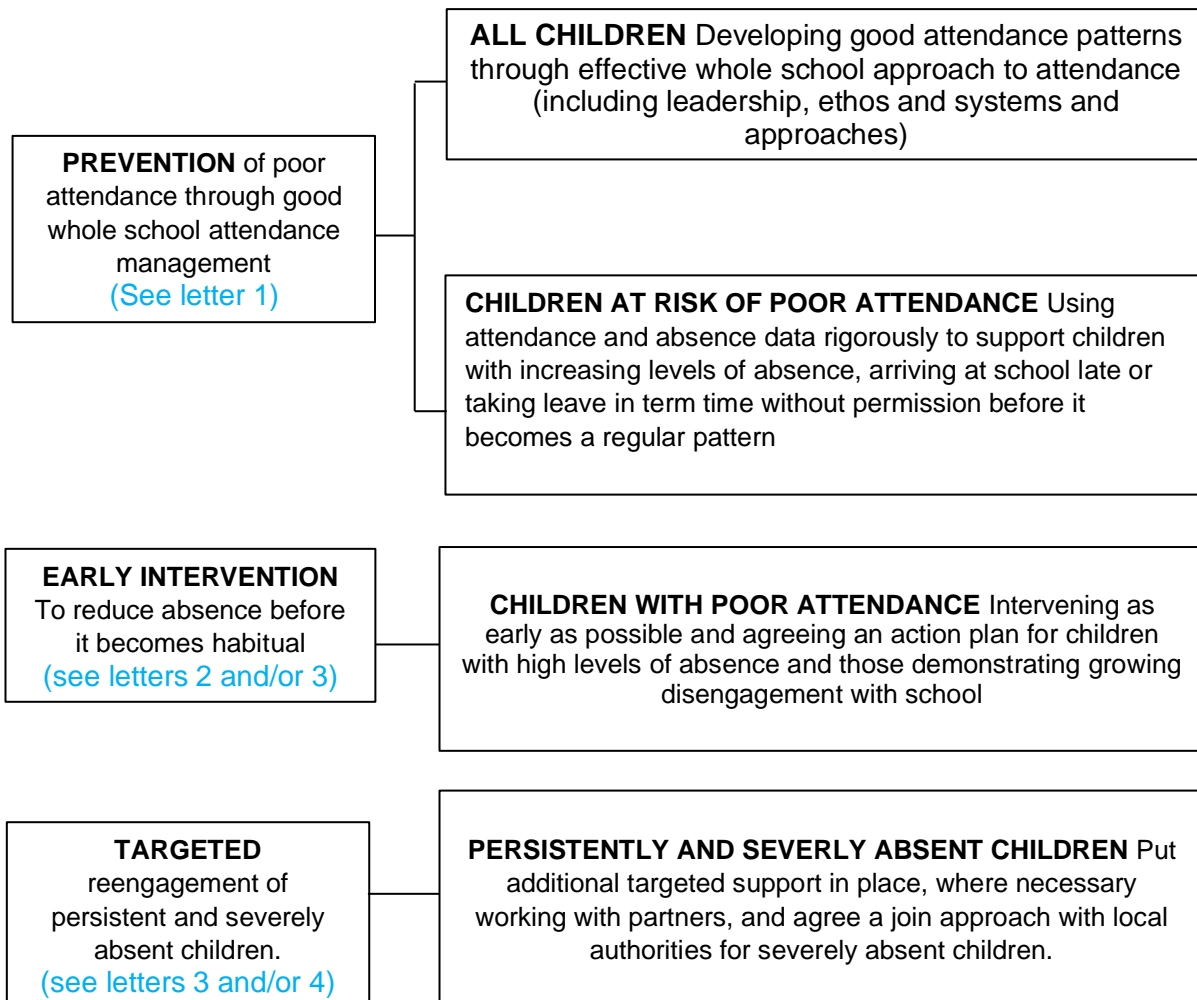 ALL CHILDREN Developing good attendance patterns
through effective whole school approach to attendance
(including leadership, ethos and systems and
approaches)
PREVENTION of poor
attendance through good
whole school attendance
management
(See letter 1)
CHILDREN AT RISK OF POOR ATTENDANCE Using
attendance and absence data rigorously to support children
with increasing levels of absence, arriving at school late or
taking leave in term time without permission before it
becomes a regular pattern
EARLY INTERVENTION
To reduce absence before
it becomes habitual
(see letters 2 and/or 3)
CHILDREN WITH POOR ATTENDANCE Intervening as
early as possible and agreeing an action plan for children
with high levels of absence and those demonstrating growing
disengagement with school
TARGETED
reengagement of
persistent and severely
absent children.
(see letters 3 and/or 4)
PERSISTENTLY AND SEVERLY ABSENT CHILDREN Put
additional targeted support in place, where necessary
working with partners, and agree a join approach with local
authorities for severely absent children.